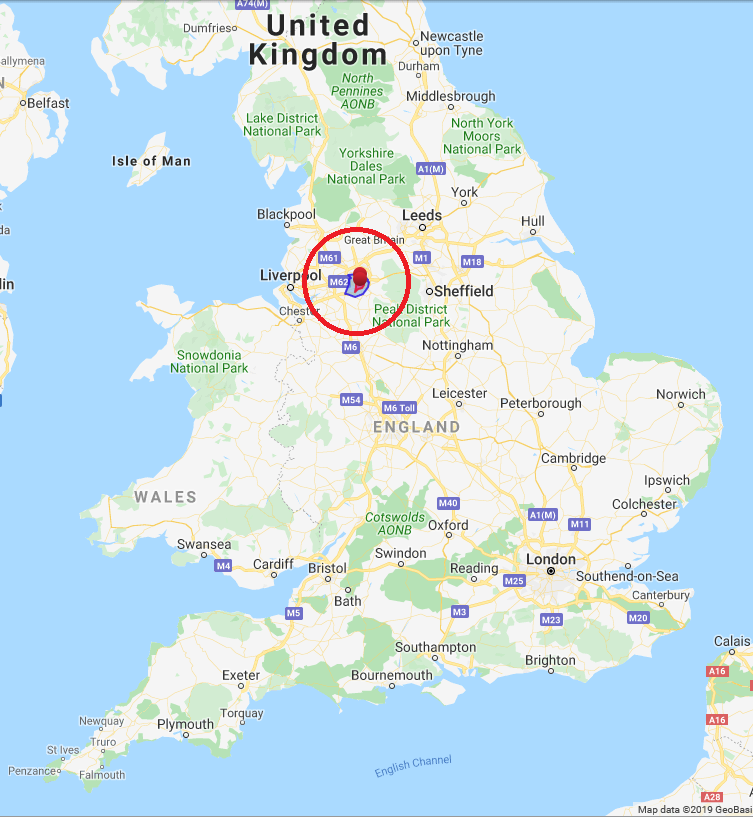 A74(M)
United
Kingdom
Dumfries
Newcastle
upon Tyne
allymena
Durham
North
Pennines
AONB
Belfast
Middlesbrough
Lake District
National Park
North York
Moors
National Park
Isle of Man
Yorkshire
Dales
National Park
A1(M)
York
Blackpool
Leeds
Hull
Great Britain
M61
M1
M18
Liverpool
M62
Sheffield
Chester
Peak District
National Park
lin
da
M6
Nottingham
Snowdonia
National Park
Leicester
Norwich
M54
M6 Toll
Peterborough
ENGLAND
Cambridge
Ipswich
WALES
M40
Colchester
Cotswolds
AONB
A1(M)
M11
Oxford
Swansea
Swindon
London
M4
Cardiff
Bristol
Reading
M25
Southend-on-Sea
Bath
Canterbury
M5
M3
M23
M20
Southampton
Calais
Brighton
A16
Exeter
Bournemouth
Torquay
Newquay
Plymouth
A16
Truro
St Ives
Penzance
Falmouth
English Channel
A28
Map data ©2019 GeoBasi